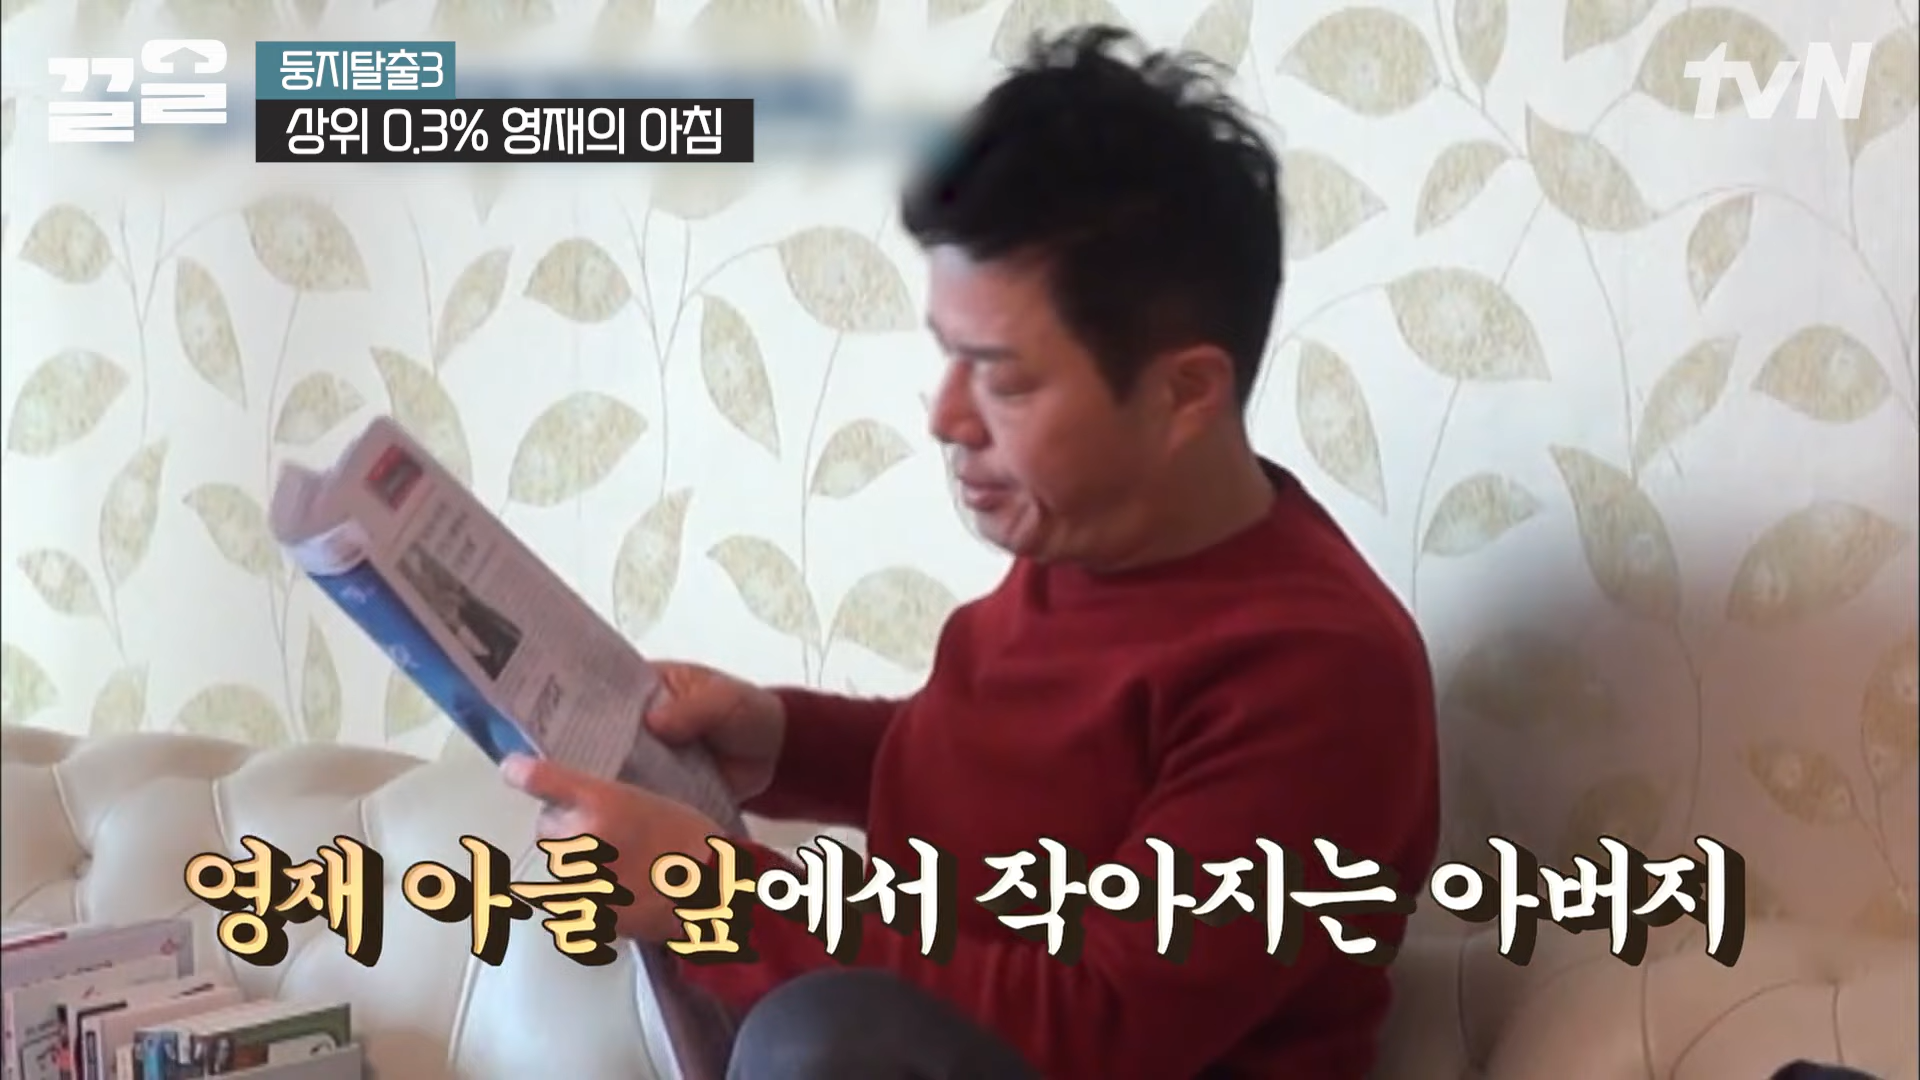 끌올
둥지탈출3
tvN
상위 0.3% 영재의 아침
영재 아들 앞에서 작아지는 아버지